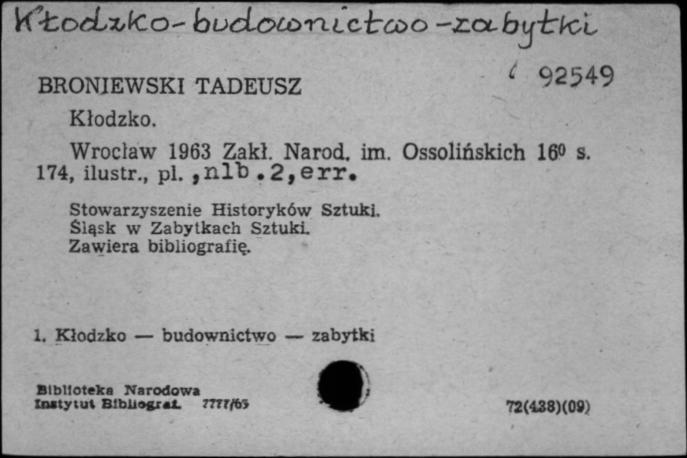 Kłodzko-budownictwo-zabytki
92549
BRONIEWSKI TADEUSZ
Kłodzko.
Wrocław 1963 Zakł. Narod. im. Ossolińskich 16⁰ s.
174, ilustr., pl. ,nlb.2,err.
Stowarzyszenie Historyków Sztuki.
Śląsk w Zabytkach Sztuki.
Zawiera bibliografię.
1. Kłodzko — budownictwo — zabytki
Biblioteka Narodowa
Instytut Bibliograf.
72(438)(09)